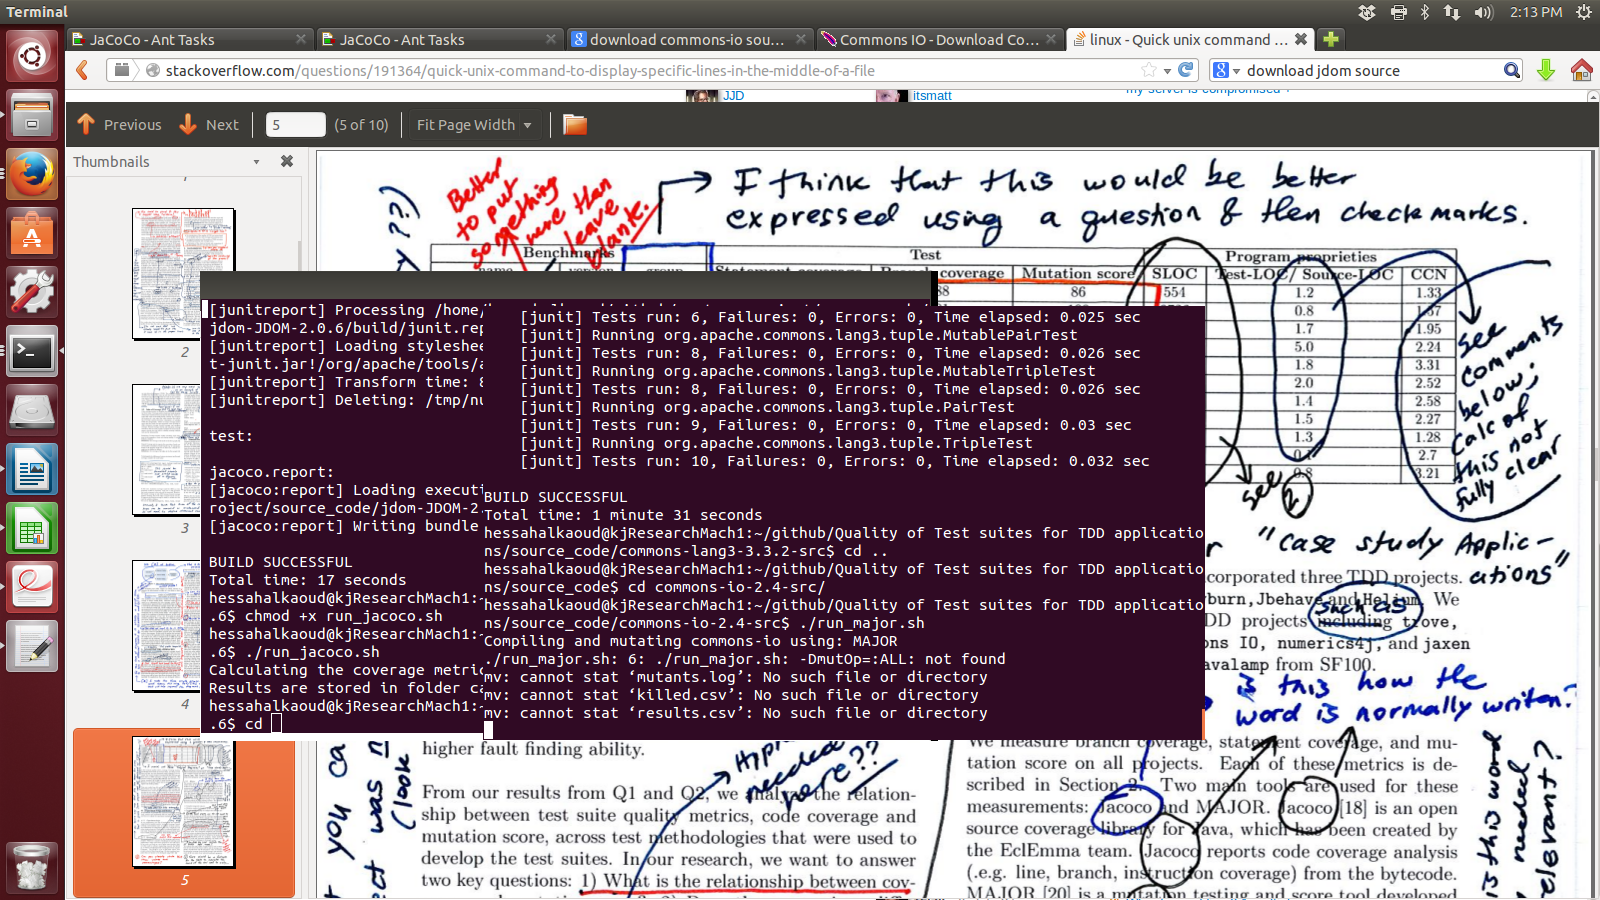 Terminal
2:13 PM
JaCoCo - Ant Tasks
JaCoCo - Ant Tasks
download commons-io sou...
Commons IO - Download Co...
linux - Quick unix command ...
stackoverflow.com/questions/191364/quick-unix-command-to-display-specific-lines-in-the-middle-of-a-file
download jdom source
JJD
itsmatt
my server is compromised
Previous
Next
5
(5 of 10)
Fit Page Width
Thumbnails
2
3
4
5
Better
to put
something
here than
leave
blank.
I think that this would be better
expressed using a question & then checkmarks.
Benchmarks
Test
Program proprieties
coverage
Mutation score
SLOC
Test-LOC/ Source-LOC
CCN
88
86
554
1.2
1.33
0.8
1.7
1.95
5.0
2.24
1.8
3.31
2.0
2.52
1.4
2.58
1.5
2.27
1.3
1.28
2.7
0.8
3.21
see
comments
below;
calc of
this not
fully clear
see 2
[junitreport] Processing /home/
jdom-JDOM-2.0.6/build/junit.rep
[junitreport] Loading styleshee
t-junit.jar!/org/apache/tools/a
[junitreport] Transform time: 8
[junitreport] Deleting: /tmp/nu
test:
jacoco.report:
[jacoco:report] Loading executi
roject/source_code/jdom-JDOM-2.
[jacoco:report] Writing bundle
BUILD SUCCESSFUL
Total time: 17 seconds
hessahalkaoud@kjResearchMach1:~
.6$ chmod +x run_jacoco.sh
hessahalkaoud@kjResearchMach1:~
.6$ ./run_jacoco.sh
Calculating the coverage metric
Results are stored in folder ca
hessahalkaoud@kjResearchMach1:~
.6$ cd
[junit] Tests run: 6, Failures: 0, Errors: 0, Time elapsed: 0.025 sec
[junit] Running org.apache.commons.lang3.tuple.MutablePairTest
[junit] Tests run: 8, Failures: 0, Errors: 0, Time elapsed: 0.026 sec
[junit] Running org.apache.commons.lang3.tuple.MutableTripleTest
[junit] Tests run: 8, Failures: 0, Errors: 0, Time elapsed: 0.026 sec
[junit] Running org.apache.commons.lang3.tuple.PairTest
[junit] Tests run: 9, Failures: 0, Errors: 0, Time elapsed: 0.03 sec
[junit] Running org.apache.commons.lang3.tuple.TripleTest
[junit] Tests run: 10, Failures: 0, Errors: 0, Time elapsed: 0.032 sec
BUILD SUCCESSFUL
Total time: 1 minute 31 seconds
hessahalkaoud@kjResearchMach1:~/github/Quality of Test suites for TDD applicatio
ns/source_code/commons-lang3-3.3.2-src$ cd ..
hessahalkaoud@kjResearchMach1:~/github/Quality of Test suites for TDD applicatio
ns/source_code$ cd commons-io-2.4-src/
hessahalkaoud@kjResearchMach1:~/github/Quality of Test suites for TDD applicatio
ns/source_code/commons-io-2.4-src$ ./run_major.sh
Compiling and mutating commons-io using: MAJOR
./run_major.sh: 6: ./run_major.sh: -DmutOp=:ALL: not found
mv: cannot stat ‘mutants.log’: No such file or directory
mv: cannot stat ‘killed.csv’: No such file or directory
mv: cannot stat ‘results.csv’: No such file or directory
"Case study Applic-
ations"
corporated three TDD projects.
burn,Jbehave and Helium. We
such as
DD projects including trove,
ons IO, numerics4j, and jaxen
avalamp from SF100.
is this how the
word is normally writen?
higher fault finding ability.
needed
here??
From our results from Q1 and Q2, we analyze the relation-
ship between test suite quality metrics, code coverage and
mutation score, across test methodologies that were used to
develop the test suites. In our research, we want to answer
two key questions: 1) What is the relationship between cov-
We measure branch coverage, statement coverage, and mu-
tation score on all projects. Each of these metrics is de-
scribed in Section 2. Two main tools are used for these
measurements: Jacoco and MAJOR. Jacoco [18] is an open
source coverage library for Java, which has been created by
the EclEmma team. Jacoco reports code coverage analysis
(.e.g. line, branch, instruction coverage) from the bytecode.
MAJOR [20] is a mutation testing and score tool developed
is this word
needed
relevant?
you ca
was
(look